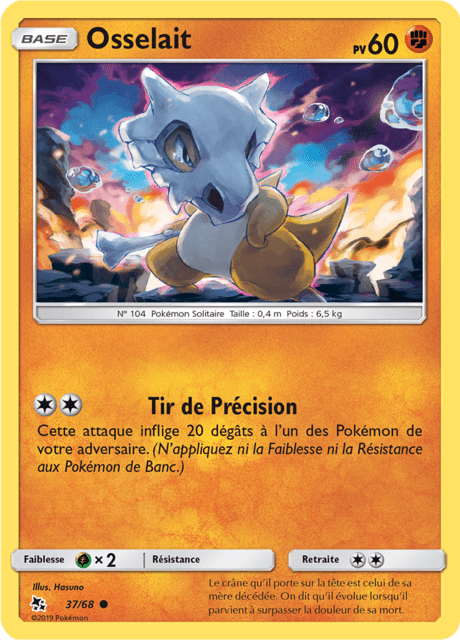 BASE Osselait PV60
N° 104 Pokémon Solitaire Taille : 0,4 m Poids : 6,5 kg
Tir de Précision
Cette attaque inflige 20 dégâts à l'un des Pokémon de
votre adversaire. (N'appliquez ni la Faiblesse ni la Résistance
aux Pokémon de Banc.)
Faiblesse ×2 Résistance Retraite
Illus. Hasuno
37/68
©2019 Pokémon
Le crâne qu'il porte sur la tête est celui de sa
mère décédée. On dit qu'il évolue lorsqu'il
parvient à surpasser la douleur de sa mort.